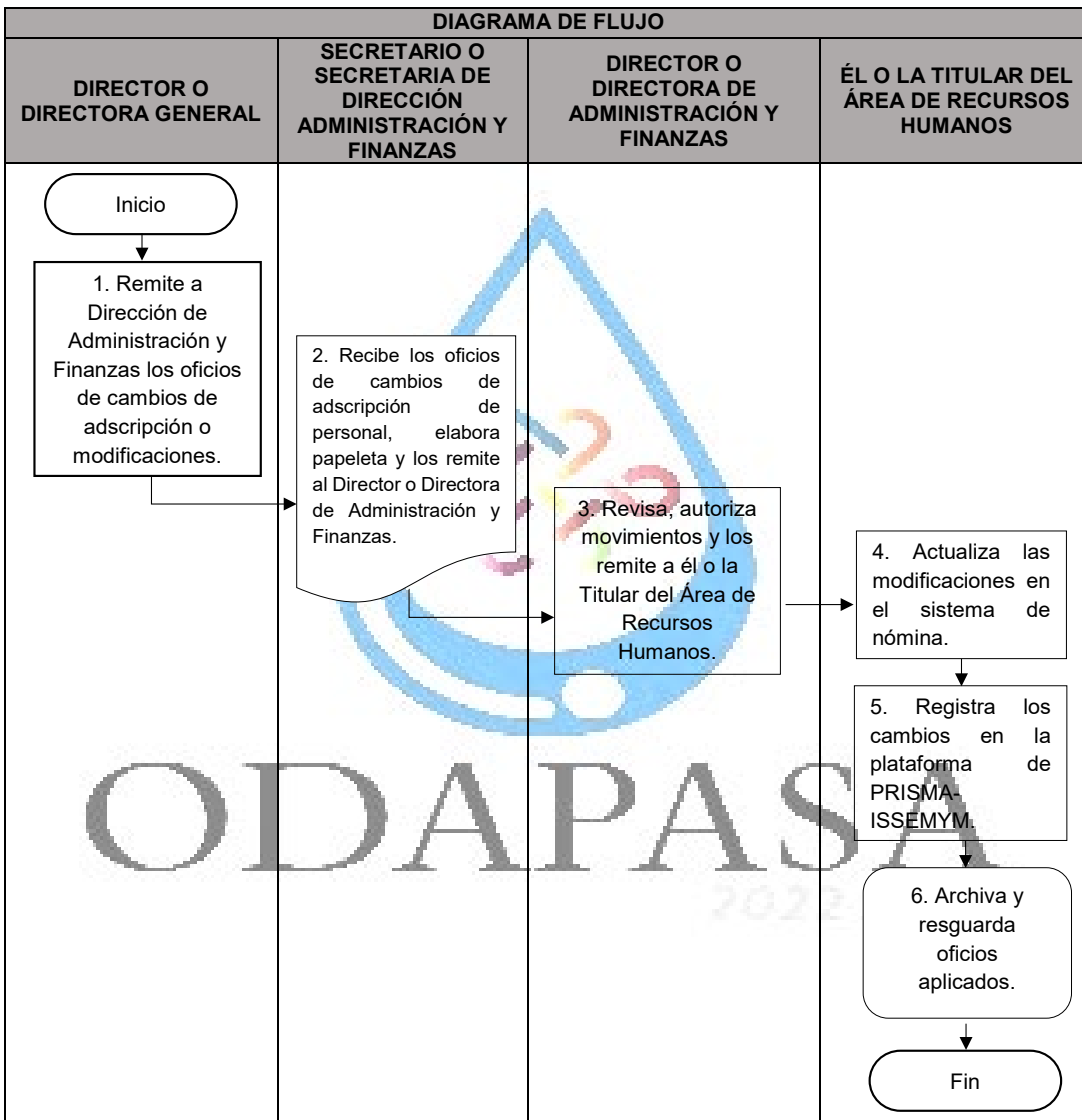 DIAGRAMA DE FLUJO
DIRECTOR O
DIRECTORA GENERAL
SECRETARIO O
SECRETARIA DE
DIRECCIÓN
ADMINISTRACIÓN Y
FINANZAS
DIRECTOR O
DIRECTORA DE
ADMINISTRACIÓN Y
FINANZAS
ÉL O LA TITULAR DEL
ÁREA DE RECURSOS
HUMANOS
Inicio
1. Remite a
Dirección de
Administración y
Finanzas los oficios
de cambios de
adscripción o
modificaciones.
2. Recibe los oficios
de cambios de
adscripción de
personal, elabora
papeleta y los remite
al Director o Directora
de Administración y
Finanzas.
3. Revisa, autoriza
movimientos y los
remite a él o la
Titular del Área de
Recursos
Humanos.
4. Actualiza las
modificaciones en
el sistema de
nómina.
5. Registra los
cambios en la
plataforma de
PRISMA-
ISSEMYM.
6. Archiva y
resguarda
oficios
aplicados.
Fin
ODAPASA